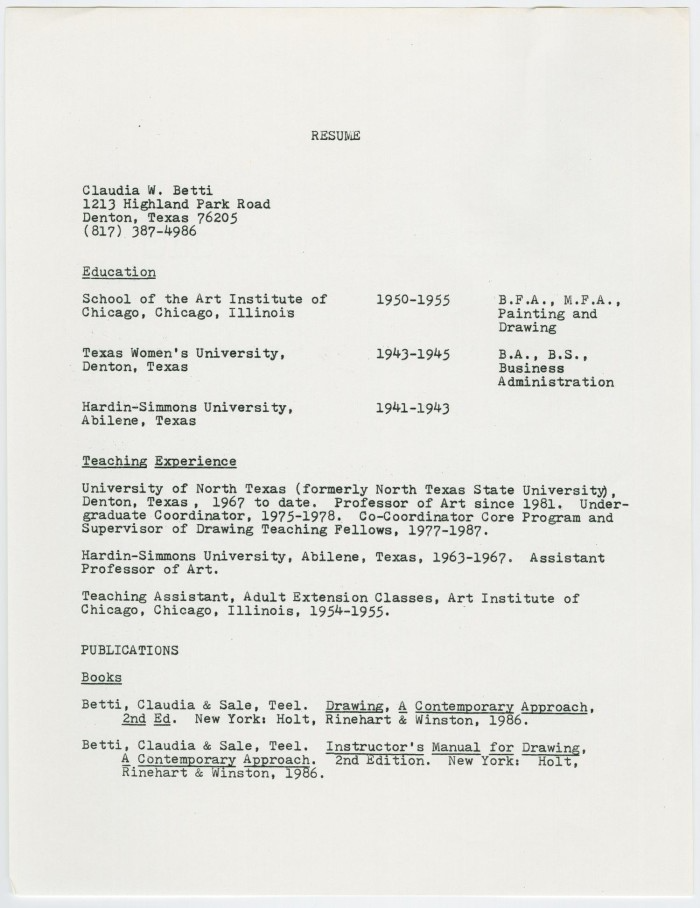 RESUME
Claudia W. Betti
1213 Highland Park Road
Denton, Texas 76205
(817) 387-4986
Education
School of the Art Institute of 1950-1955 B.F.A., M.F.A.,
Chicago, Chicago, Illinois Painting and
Drawing
Texas Women's University, 1943-1945 B.A., B.S.,
Denton, Texas Business
Administration
Hardin-Simmons University, 1941-1943
Abilene, Texas
Teaching Experience
University of North Texas (formerly North Texas State University),
Denton, Texas, 1967 to date. Professor of Art since 1981. Under-
graduate Coordinator, 1975-1978. Co-Coordinator Core Program and
Supervisor of Drawing Teaching Fellows, 1977-1987.
Hardin-Simmons University, Abilene, Texas, 1963-1967. Assistant
Professor of Art.
Teaching Assistant, Adult Extension Classes, Art Institute of
Chicago, Chicago, Illinois, 1954-1955.
PUBLICATIONS
Books
Betti, Claudia & Sale, Teel. Drawing, A Contemporary Approach,
2nd Ed. New York: Holt, Rinehart & Winston, 1986.
Betti, Claudia & Sale, Teel. Instructor's Manual for Drawing,
A Contemporary Approach. 2nd Edition. New York: Holt,
Rinehart & Winston, 1986.